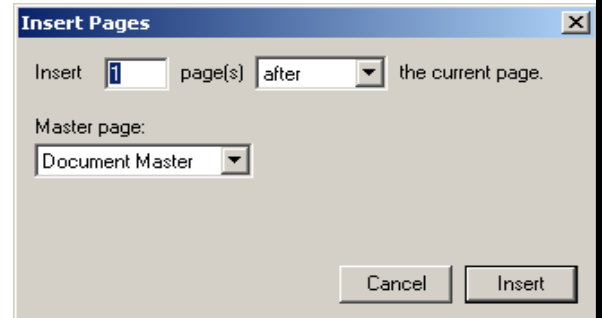 Insert Pages
Insert 1 page(s) after the current page.
Master page:
Document Master
Cancel Insert